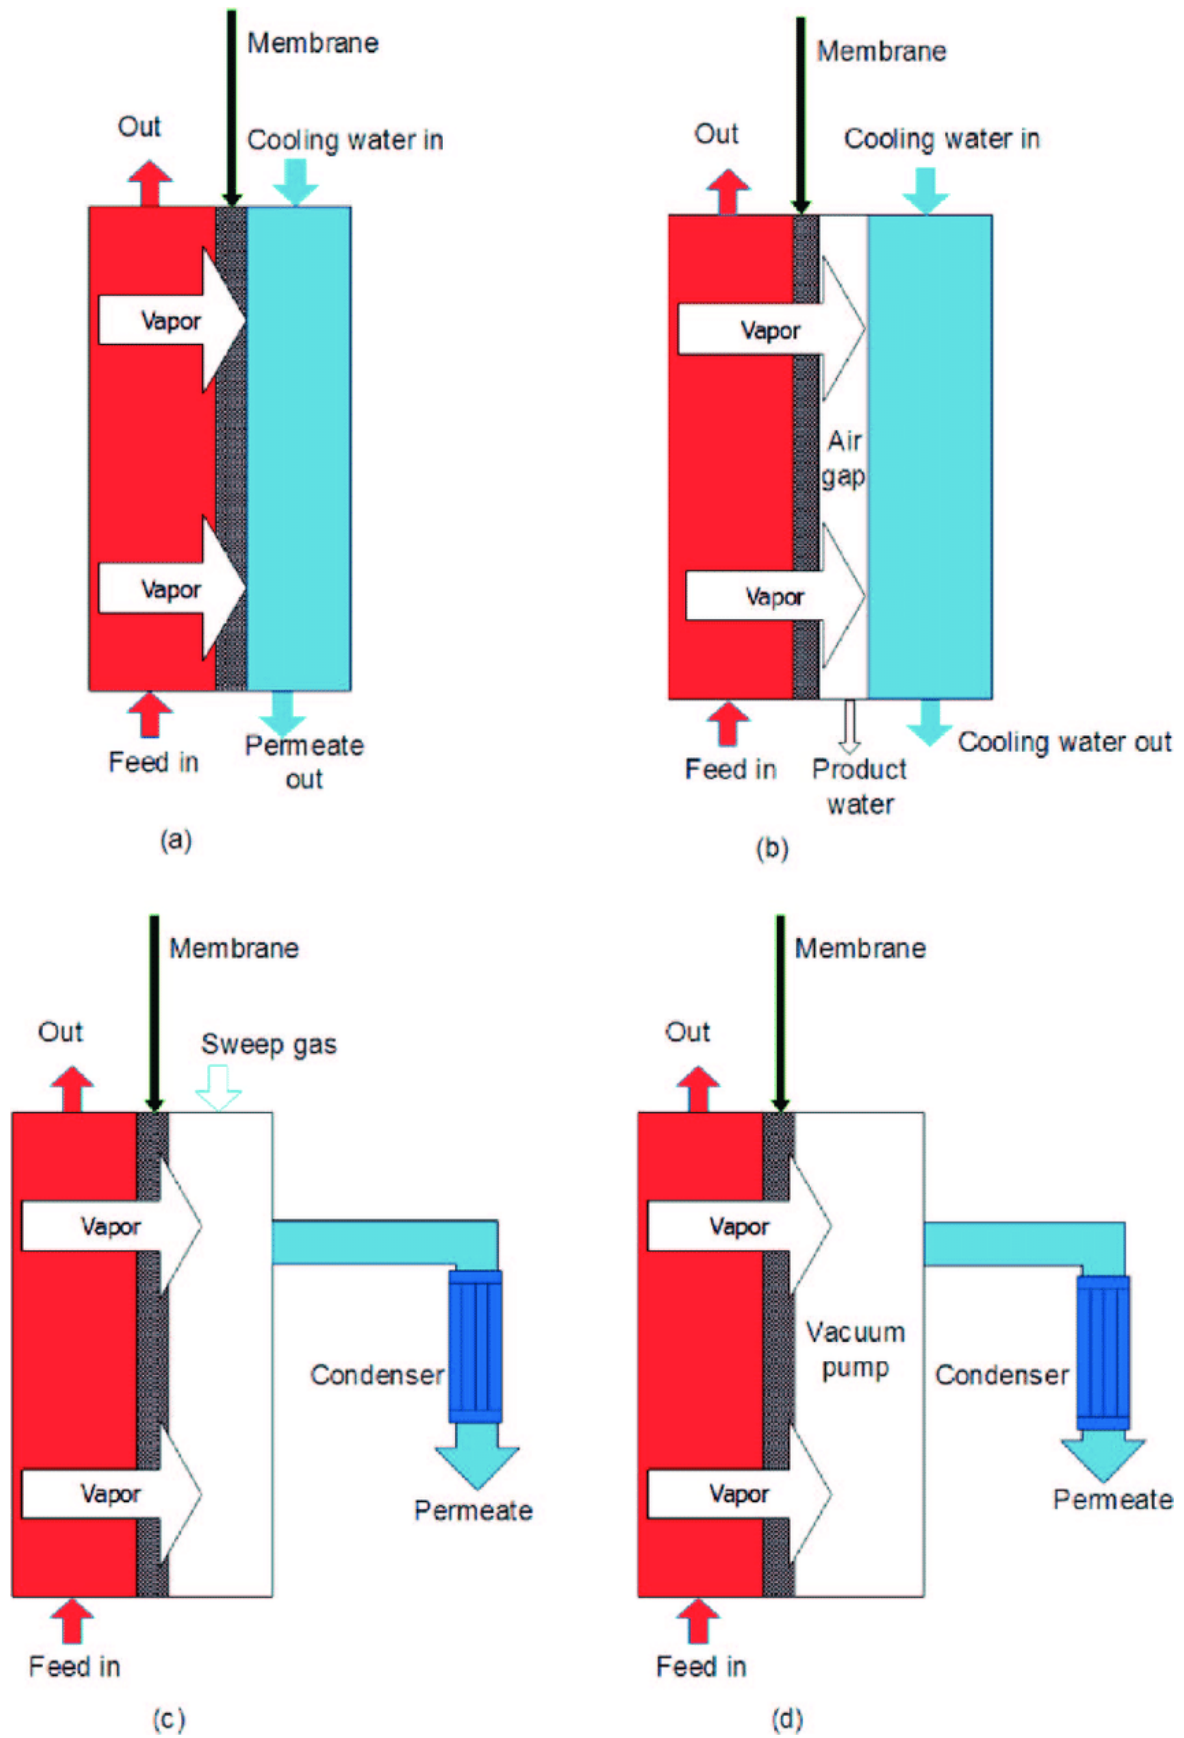 Membrane
Out
Cooling water in
Vapor
Vapor
Feed in
Permeate
out
(a)
Membrane
Out
Cooling water in
Vapor
Air
gap
Vapor
Feed in
Product
water
Cooling water out
(b)
Membrane
Out
Sweep gas
Vapor
Condenser
Vapor
Permeate
Feed in
(c)
Membrane
Out
Vapor
Vacuum
pump
Condenser
Vapor
Permeate
Feed in
(d)